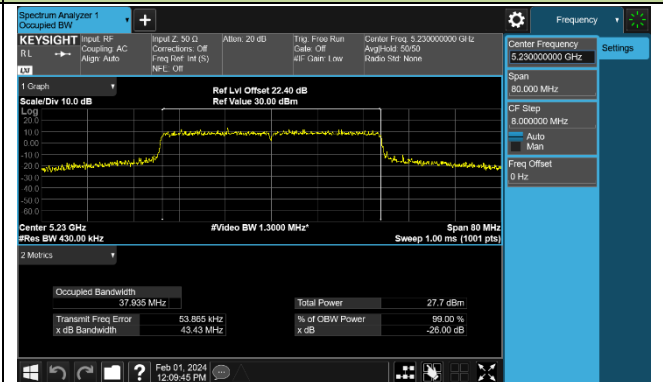 Spectrum Analyzer 1
Occupied BW
Frequency
KEYSIGHT
Input: RF
Input Z: 50 Ω
Atten: 20 dB
Trig: Free Run
Center Freq: 5.230000000 GHz
RL
Coupling: AC
Corrections: Off
Gate: Off
Avg|Hold: 50/50
Align: Auto
Freq Ref: Int (S)
#IF Gain: Low
Radio Std: None
LXI
NFE: Off
Center Frequency
5.230000000 GHz
Settings
Span
80.000 MHz
CF Step
8.000000 MHz
Auto
Man
Freq Offset
0 Hz
1 Graph
Ref Lvl Offset 22.40 dB
Scale/Div 10.0 dB
Ref Value 30.00 dBm
Log
20.0
10.0
0.00
-10.0
-20.0
-30.0
-40.0
-50.0
-60.0
Center 5.23 GHz
#Video BW 1.3000 MHz*
Span 80 MHz
#Res BW 430.00 kHz
Sweep 1.00 ms (1001 pts)
2 Metrics
Occupied Bandwidth
37.935 MHz
Total Power
27.7 dBm
Transmit Freq Error
53.865 kHz
% of OBW Power
99.00 %
x dB Bandwidth
43.43 MHz
x dB
-26.00 dB
?
Feb 01, 2024
12:09:45 PM